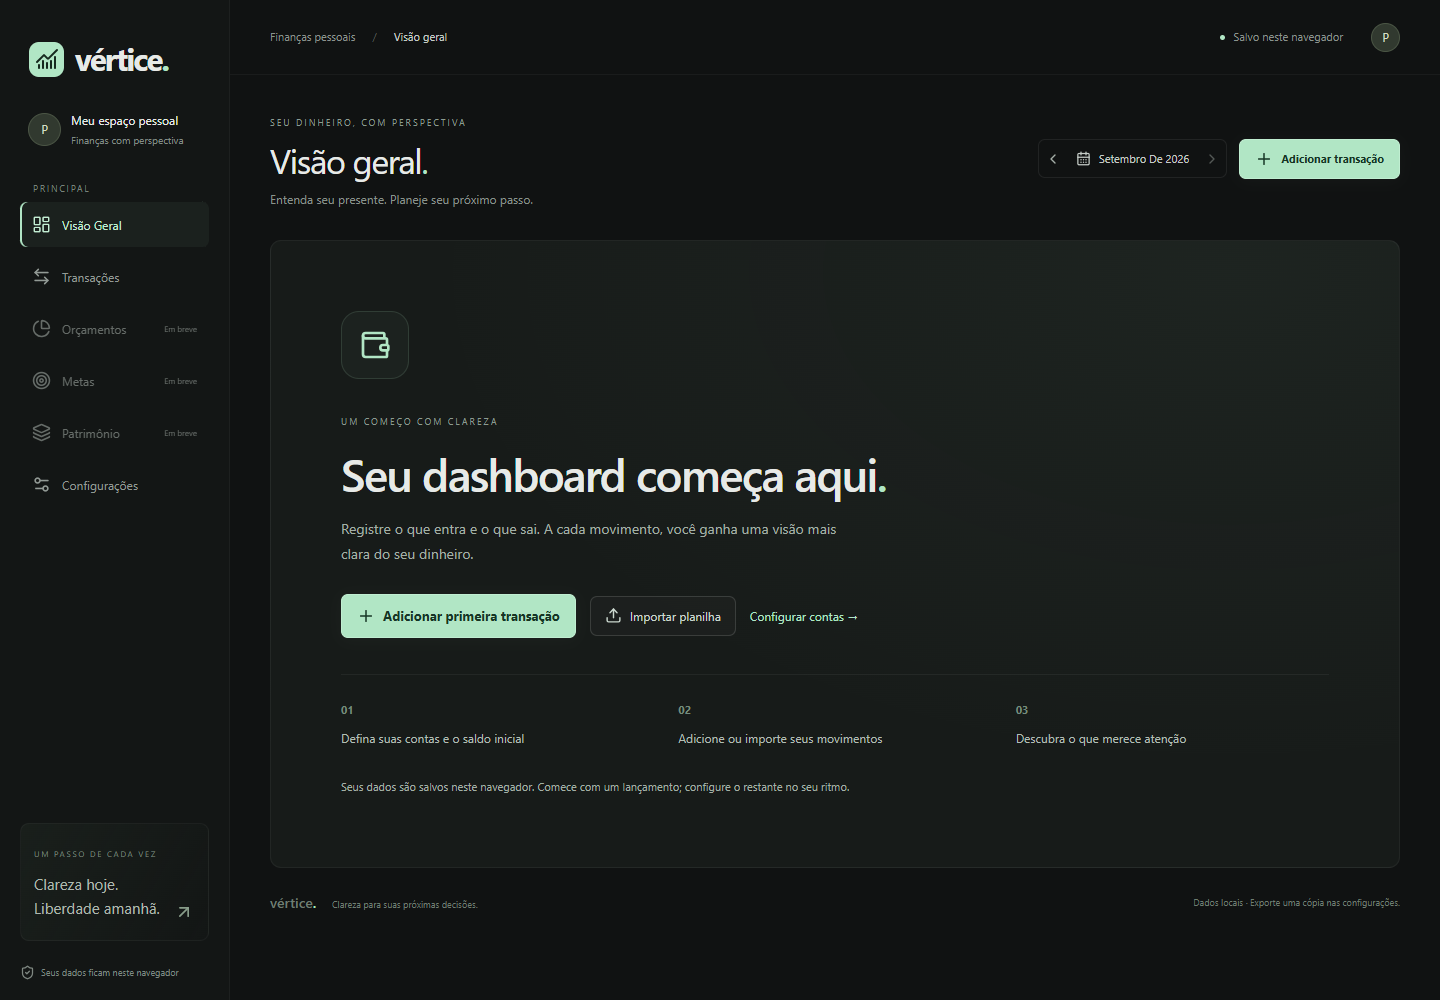 vértice.
P
Meu espaço pessoal
Finanças com perspectiva
PRINCIPAL
Visão Geral
Transações
Orçamentos Em breve
Metas Em breve
Patrimônio Em breve
Configurações
UM PASSO DE CADA VEZ
Clareza hoje.
Liberdade amanhã.
Seus dados ficam neste navegador
Finanças pessoais / Visão geral
Salvo neste navegador P
SEU DINHEIRO, COM PERSPECTIVA
Visão geral.
Entenda seu presente. Planeje seu próximo passo.
Setembro De 2026
Adicionar transação
UM COMEÇO COM CLAREZA
Seu dashboard começa aqui.
Registre o que entra e o que sai. A cada movimento, você ganha uma visão mais
clara do seu dinheiro.
Adicionar primeira transação
Importar planilha
Configurar contas →
01
Defina suas contas e o saldo inicial
02
Adicione ou importe seus movimentos
03
Descubra o que merece atenção
Seus dados são salvos neste navegador. Comece com um lançamento; configure o restante no seu ritmo.
vértice. Clareza para suas próximas decisões.
Dados locais · Exporte uma cópia nas configurações.